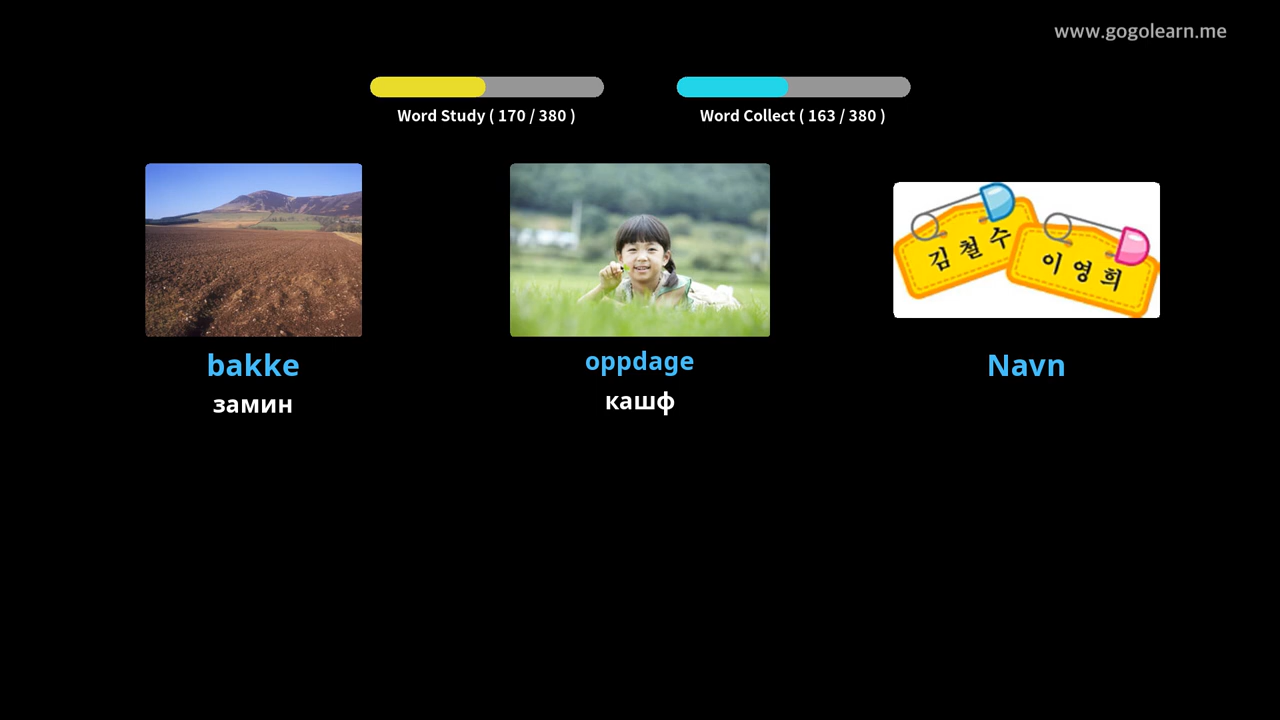 www.gogolearn.me
Word Study ( 170 / 380 )
Word Collect ( 163 / 380 )
김철수
이영희
bakke
замин
oppdage
кашф
Navn